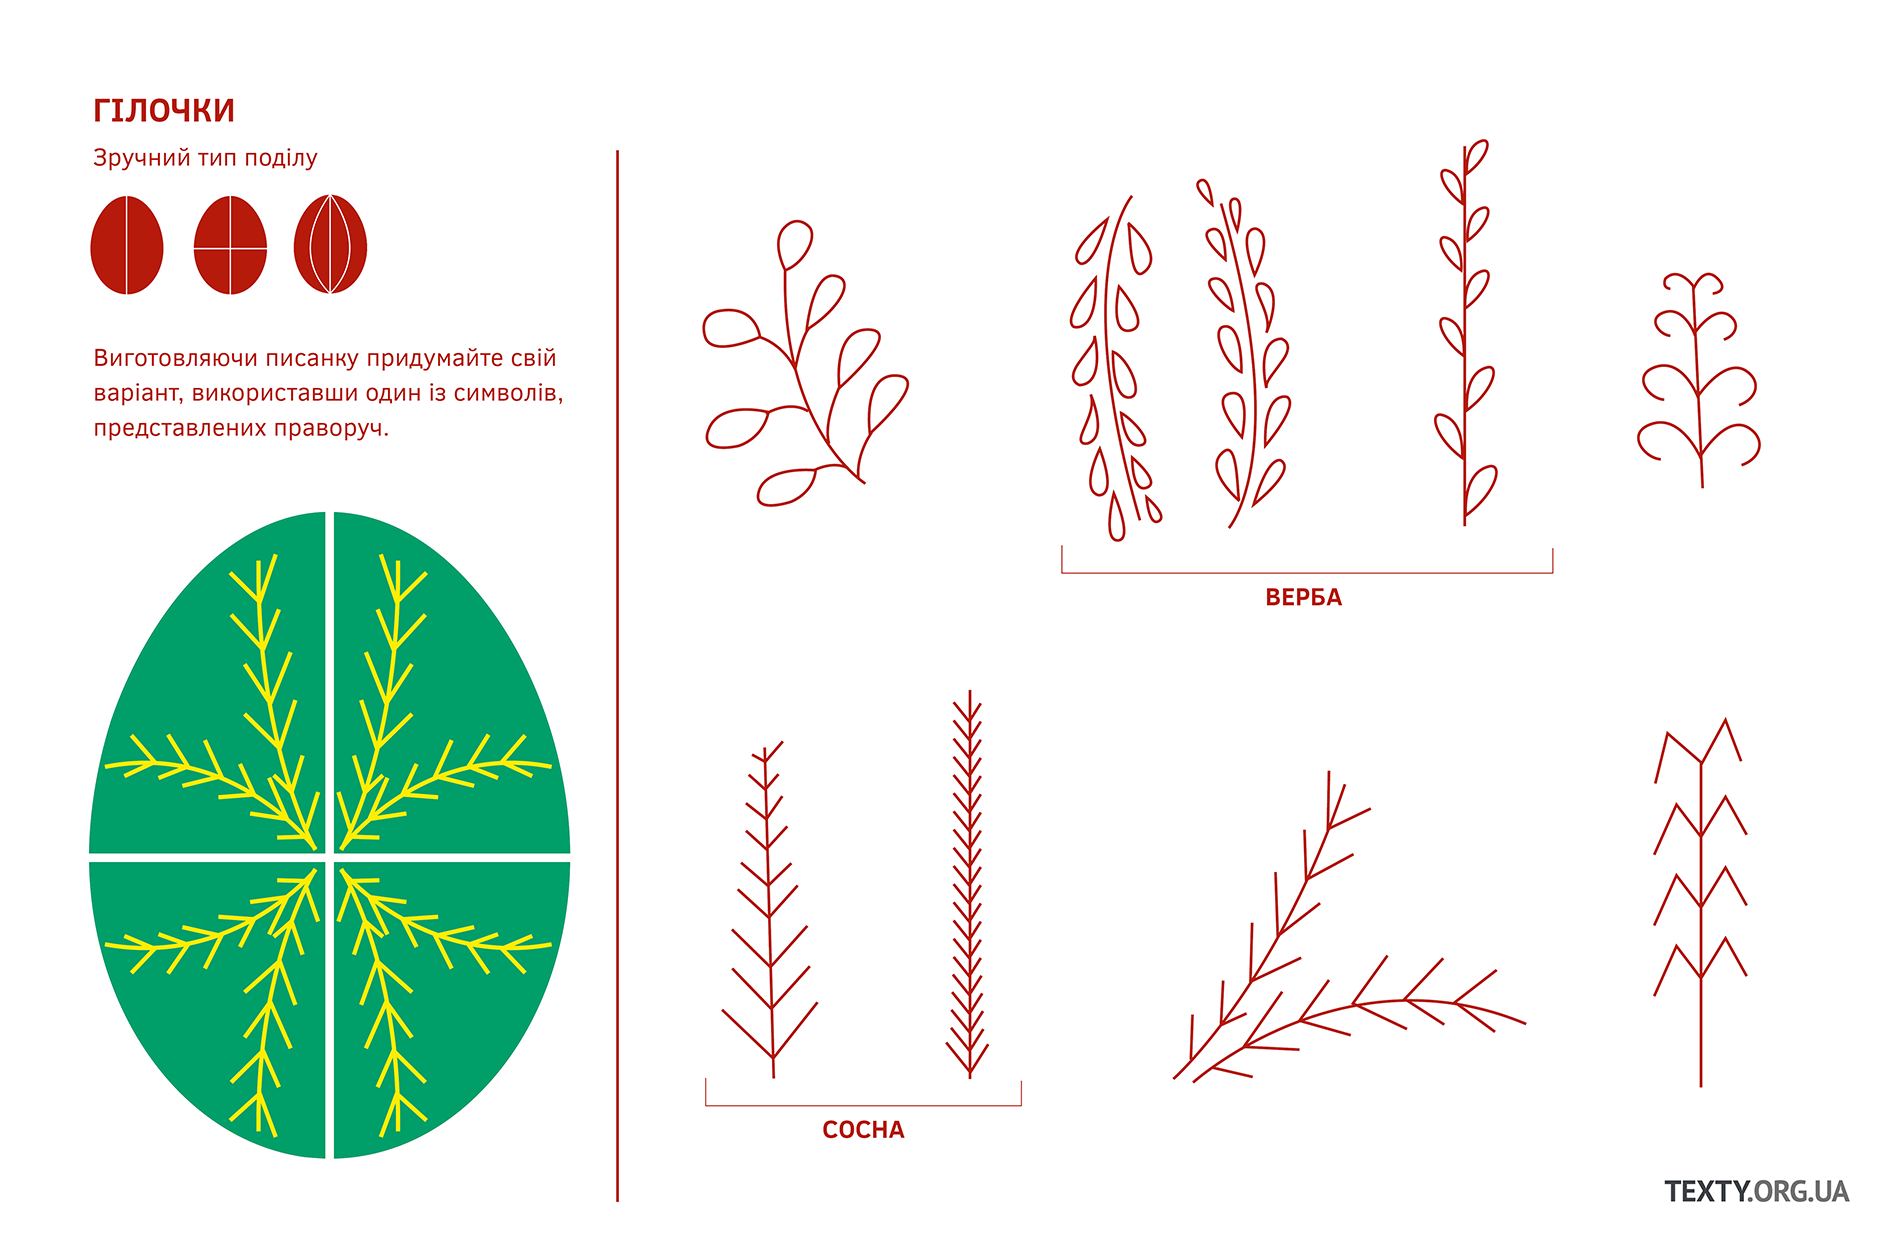 ГІЛОЧКИ
Зручний тип поділу
Виготовляючи писанку придумайте свій
варіант, використавши один із символів,
представлених праворуч.
ВЕРБА
СОСНА
TEXTY.ORG.UA